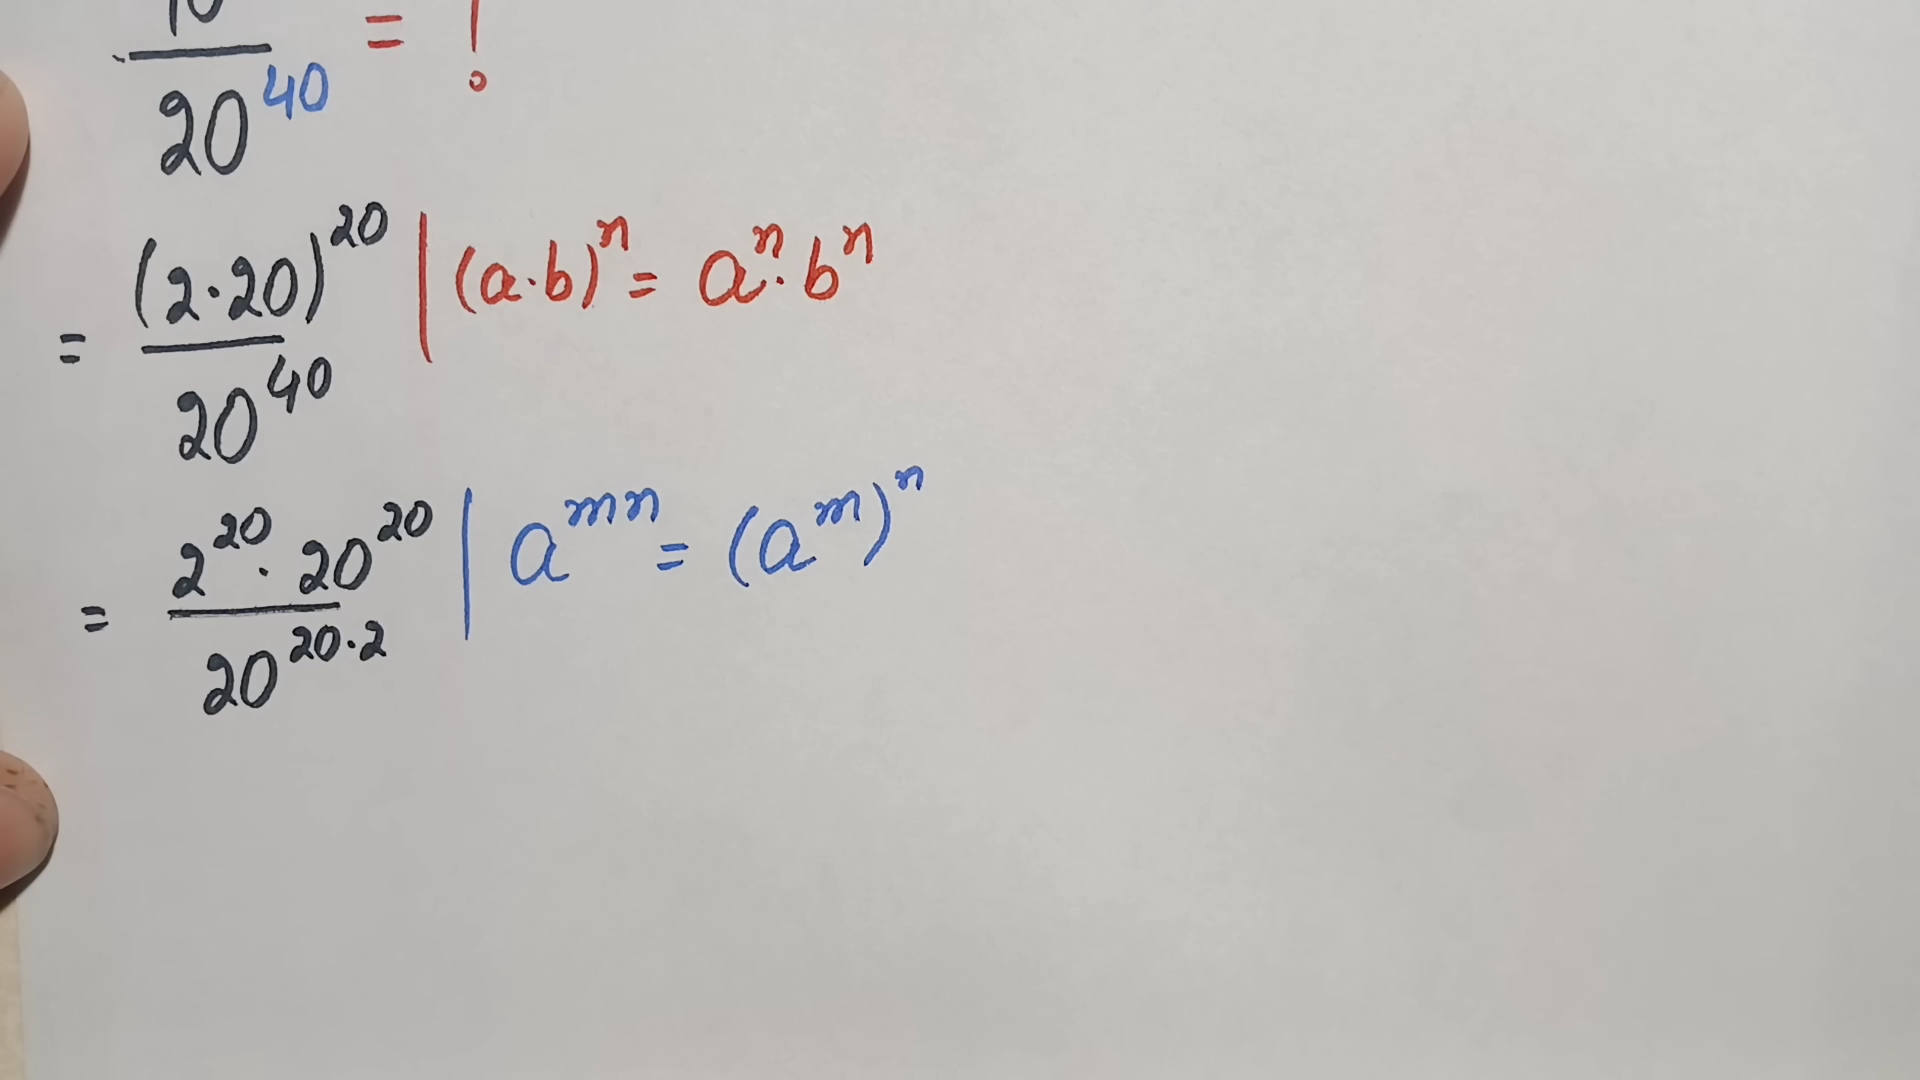 20^40 = !
= (2·20)^20 / 20^40 | (a·b)^n = a^n · b^n
= 2^20 · 20^20 / 20^20·2 | a^mn = (a^m)^n